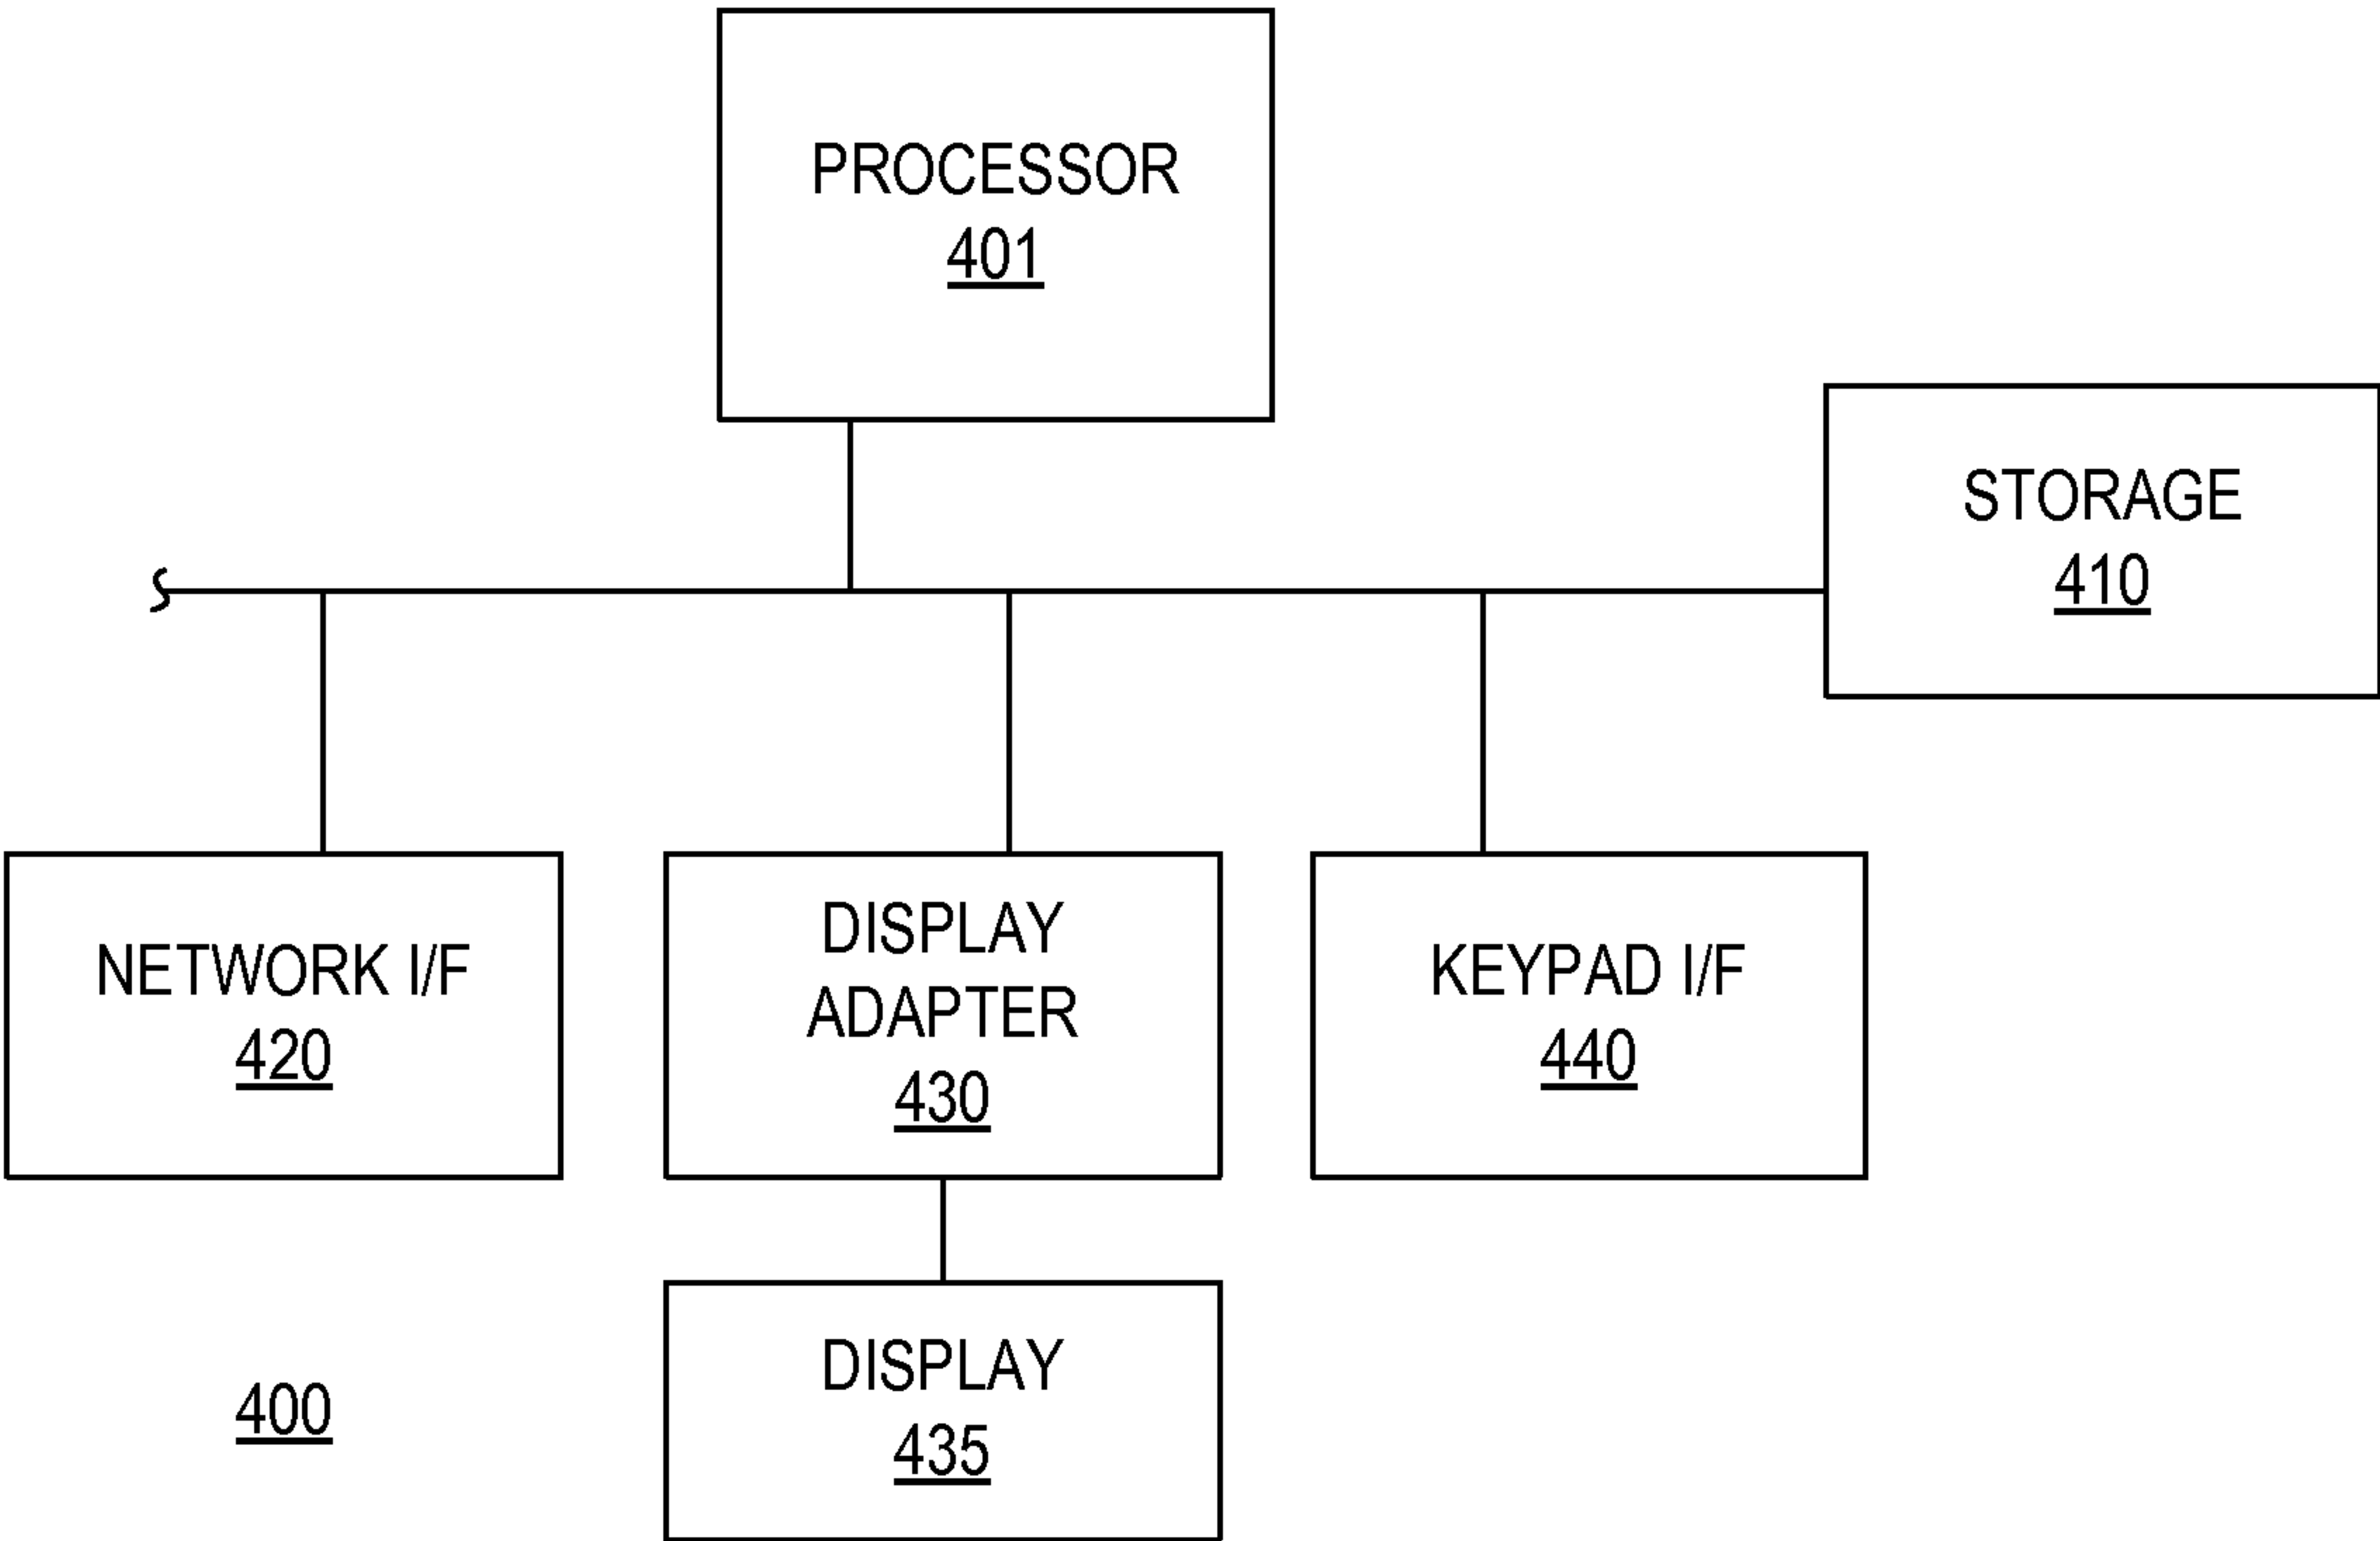 PROCESSOR
401
STORAGE
410
NETWORK I/F
420
DISPLAY
ADAPTER
430
KEYPAD I/F
440
DISPLAY
435
400